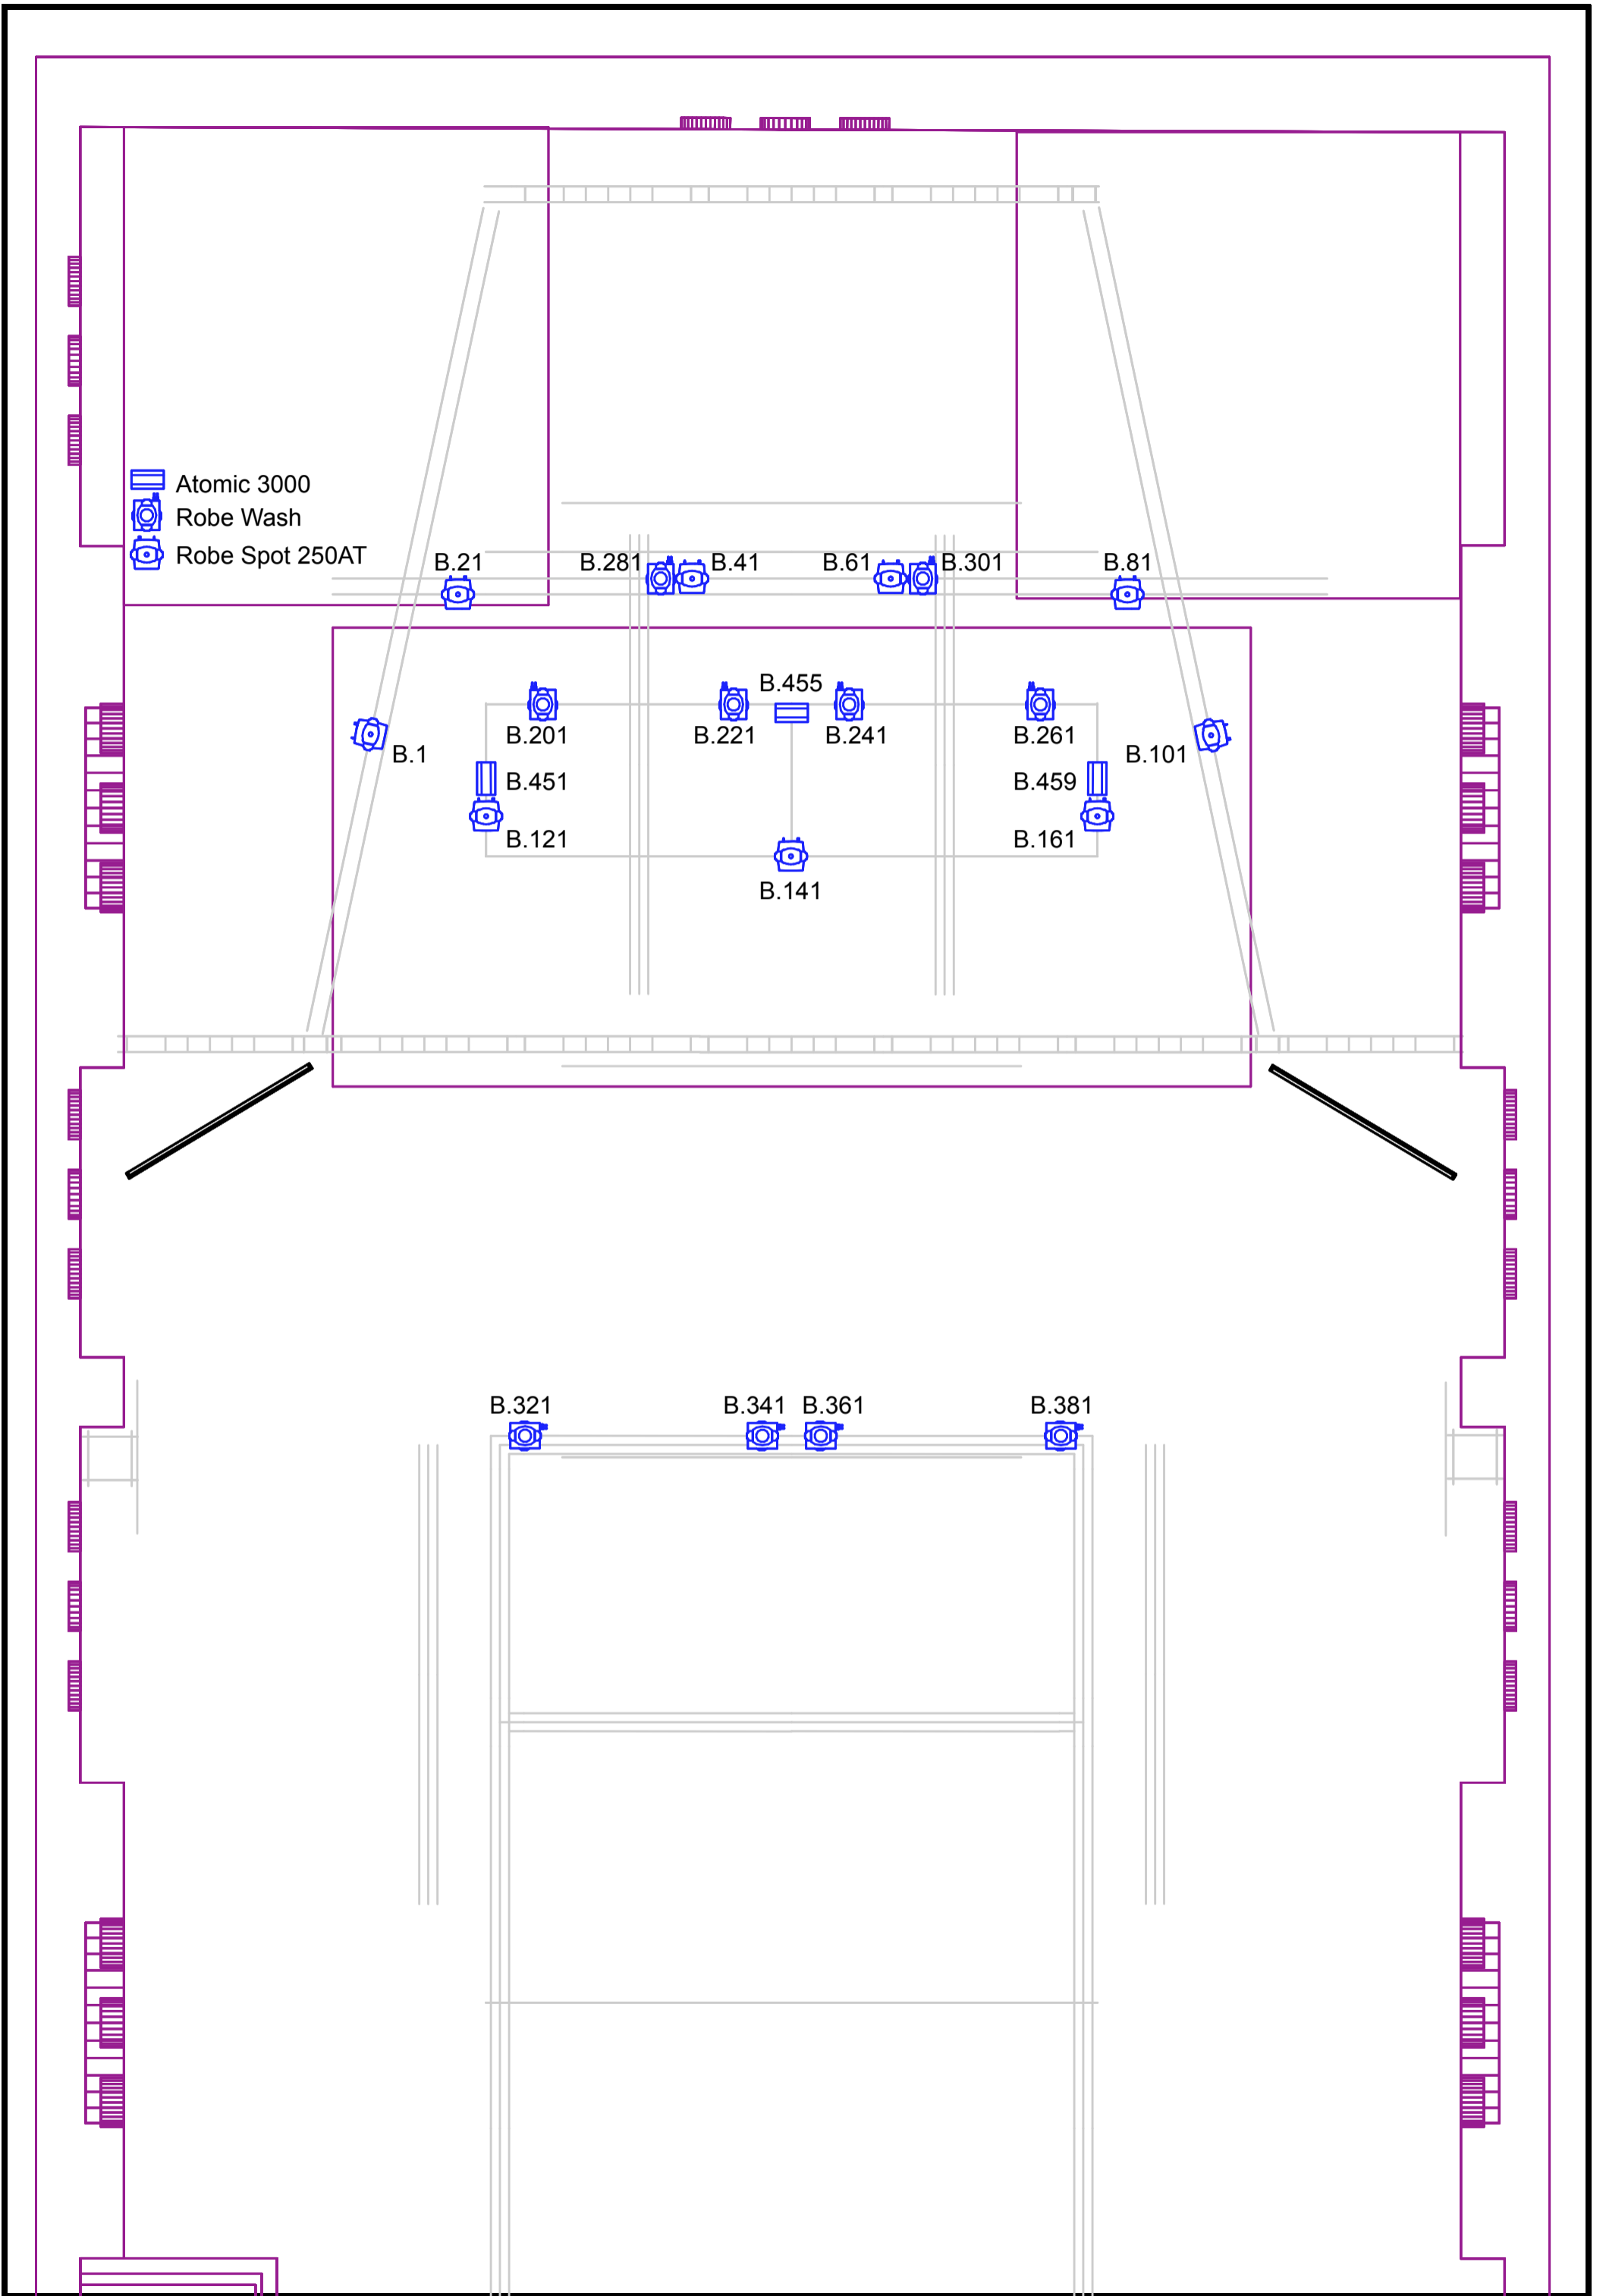 Atomic 3000
Robe Wash
Robe Spot 250AT
B.21
B.281
B.41
B.61
B.301
B.81
B.455
B.201
B.221
B.241
B.261
B.1
B.101
B.451
B.459
B.121
B.161
B.141
B.321
B.341
B.361
B.381